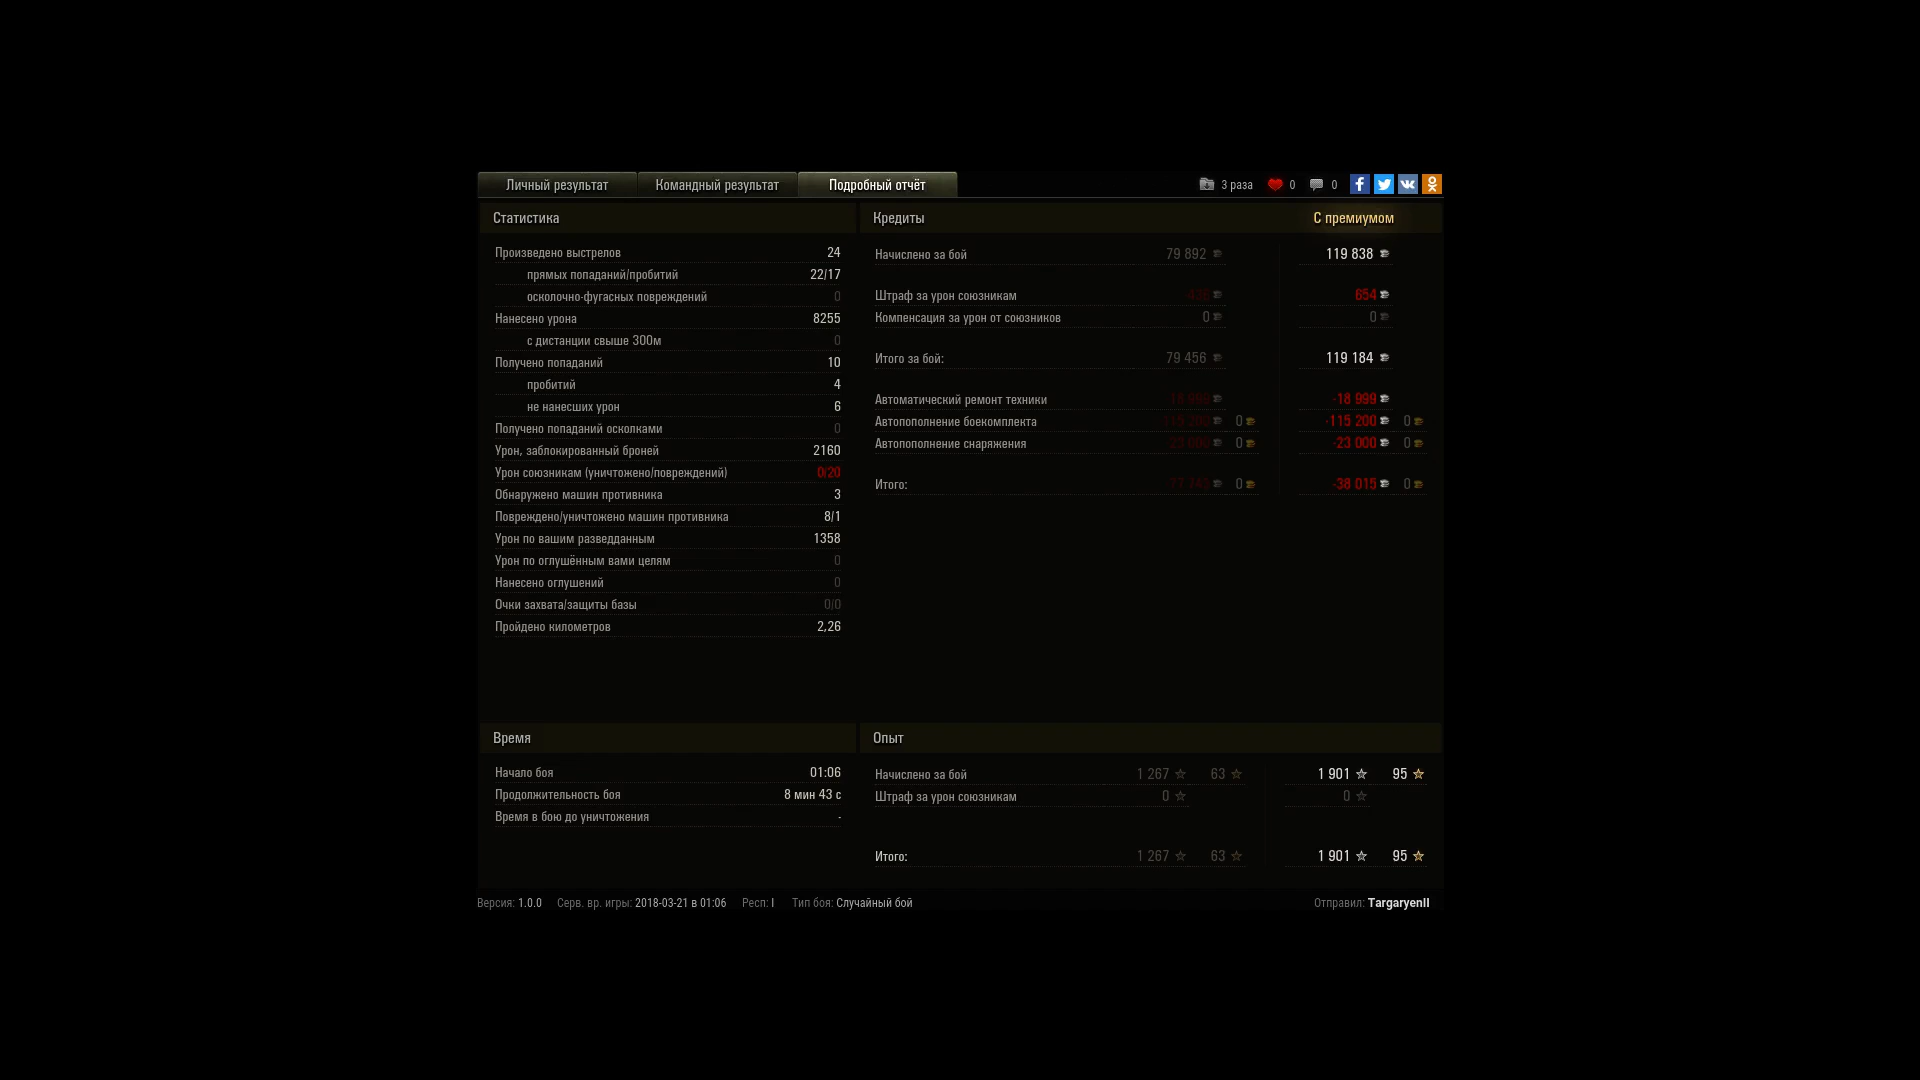 Личный результат Командный результат Подробный отчёт 3 раза 0 0
Статистика
Произведено выстрелов 24
прямых попаданий/пробитий 22/17
осколочно-фугасных повреждений 0
Нанесено урона 8255
с дистанции свыше 300м 0
Получено попаданий 10
пробитий 4
не нанесших урон 6
Получено попаданий осколками 0
Урон, заблокированный броней 2160
Урон союзникам (уничтожено/повреждений) 0/20
Обнаружено машин противника 3
Повреждено/уничтожено машин противника 8/1
Урон по вашим разведданным 1358
Урон по оглушённым вами целям 0
Нанесено оглушений 0
Очки захвата/защиты базы 0/0
Пройдено километров 2,26
Кредиты С премиумом
Начислено за бой 79 892 119 838
Штраф за урон союзникам -436 654
Компенсация за урон от союзников 0 0
Итого за бой: 79 456 119 184
Автоматический ремонт техники -18 999 -18 999
Автопополнение боекомплекта -115 200 0 -115 200 0
Автопополнение снаряжения -23 000 0 -23 000 0
Итого: -77 743 0 -38 015 0
Время
Начало боя 01:06
Продолжительность боя 8 мин 43 с
Время в бою до уничтожения -
Опыт
Начислено за бой 1 267 63 1 901 95
Штраф за урон союзникам 0 0
Итого: 1 267 63 1 901 95
Версия: 1.0.0 Серв. вр. игры: 2018-03-21 в 01:06 Респ: I Тип боя: Случайный бой Отправил: TargaryenII